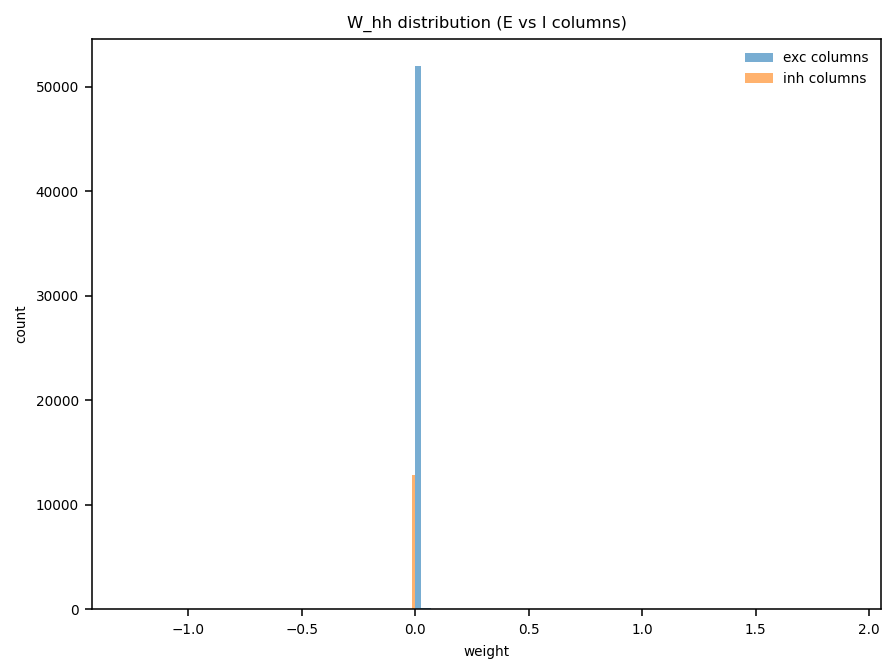 W_hh distribution (E vs I columns)
exc columns
inh columns
50000
40000
30000
20000
10000
0
count
−1.0
−0.5
0.0
0.5
1.0
1.5
2.0
weight